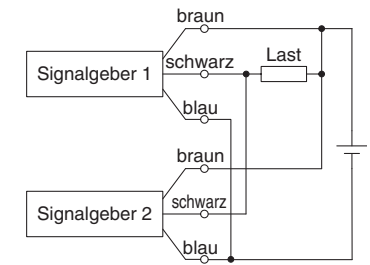 braun
Last
schwarz
Signalgeber 1
blau
braun
schwarz
Signalgeber 2
blau